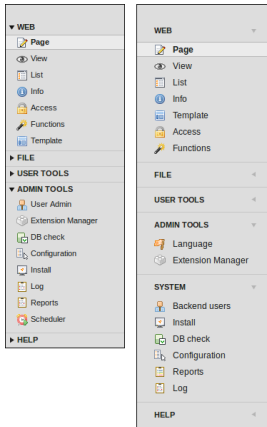 WEB
Page
View
List
Info
Access
Functions
Template
FILE
USER TOOLS
ADMIN TOOLS
User Admin
Extension Manager
DB check
Configuration
Install
Log
Reports
Scheduler
HELP
WEB
Page
View
List
Info
Template
Access
Functions
FILE
USER TOOLS
ADMIN TOOLS
Language
Extension Manager
SYSTEM
Backend users
Install
DB check
Configuration
Reports
Log
HELP